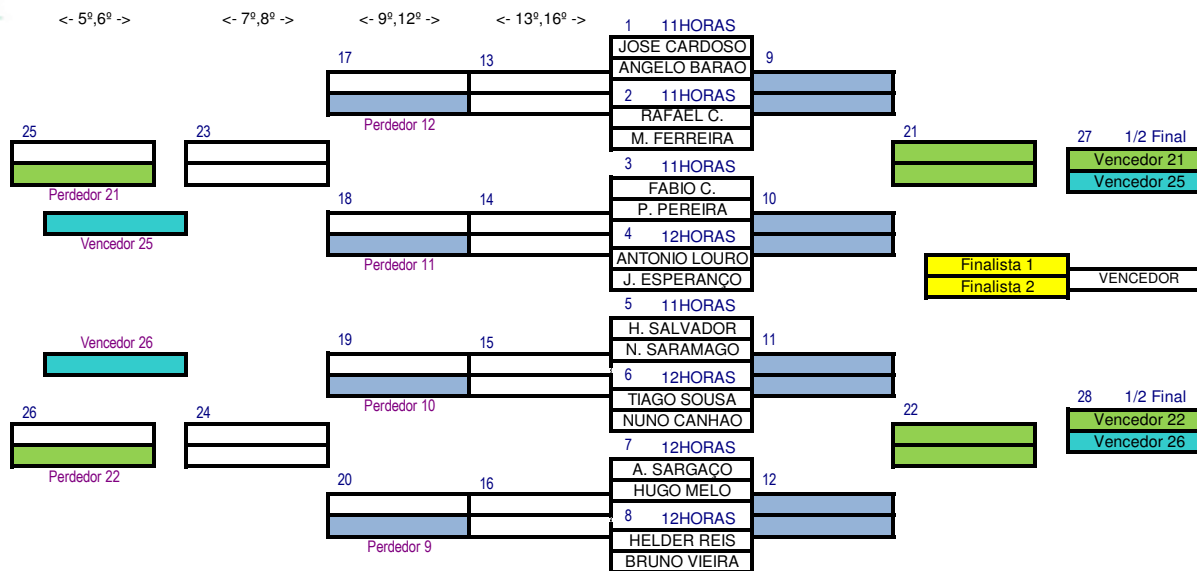 <- 5º,6º -> <- 7º,8º -> <- 9º,12º -> <- 13º,16º ->
1 11HORAS
JOSE CARDOSO
17 13 ANGELO BARAO 9
2 11HORAS
Perdedor 12 RAFAEL C.
25 23 M. FERREIRA 21 27 1/2 Final
3 11HORAS Vencedor 21
Perdedor 21 FABIO C. Vencedor 25
18 14 P. PEREIRA 10
Vencedor 25 4 12HORAS
Perdedor 11 ANTONIO LOURO Finalista 1
J. ESPERANÇO Finalista 2 VENCEDOR
5 11HORAS
H. SALVADOR
Vencedor 26 19 15 N. SARAMAGO 11
6 12HORAS
Perdedor 10 TIAGO SOUSA 28 1/2 Final
26 24 NUNO CANHAO 22 Vencedor 22
7 12HORAS Vencedor 26
Perdedor 22 A. SARGAÇO
20 16 HUGO MELO 12
8 12HORAS
Perdedor 9 HELDER REIS
BRUNO VIEIRA